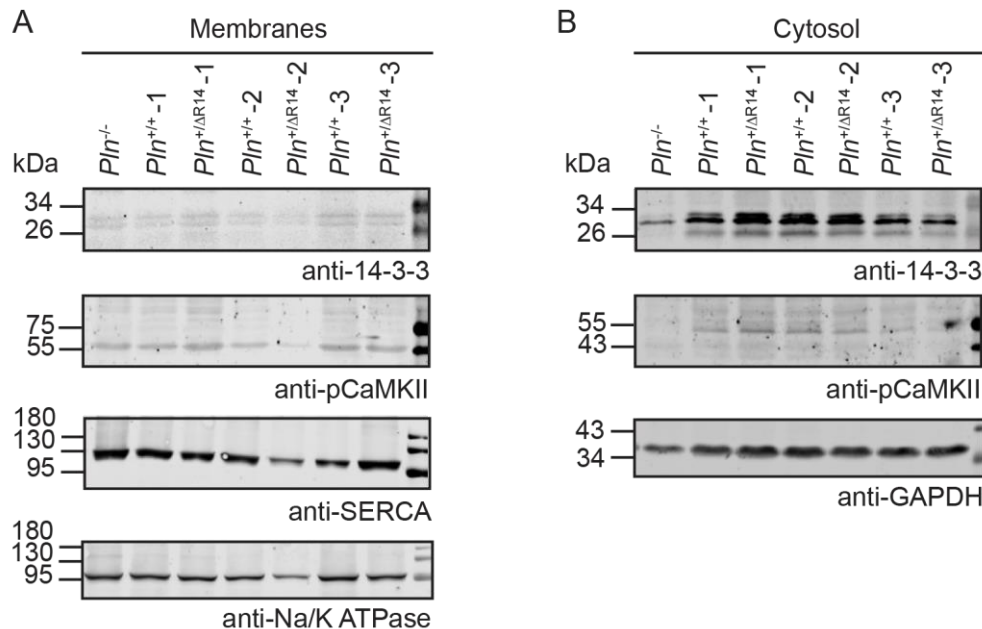 A
Membranes
Pln-/-
Pln+/+-1
Pln+/ΔR14-1
Pln+/+-2
Pln+/ΔR14-2
Pln+/+-3
Pln+/ΔR14-3
kDa
34
26
anti-14-3-3
75
55
anti-pCaMKII
180
130
95
anti-SERCA
180
130
95
anti-Na/K ATPase
B
Cytosol
Pln-/-
Pln+/+-1
Pln+/ΔR14-1
Pln+/+-2
Pln+/ΔR14-2
Pln+/+-3
Pln+/ΔR14-3
kDa
34
26
anti-14-3-3
55
43
anti-pCaMKII
43
34
anti-GAPDH